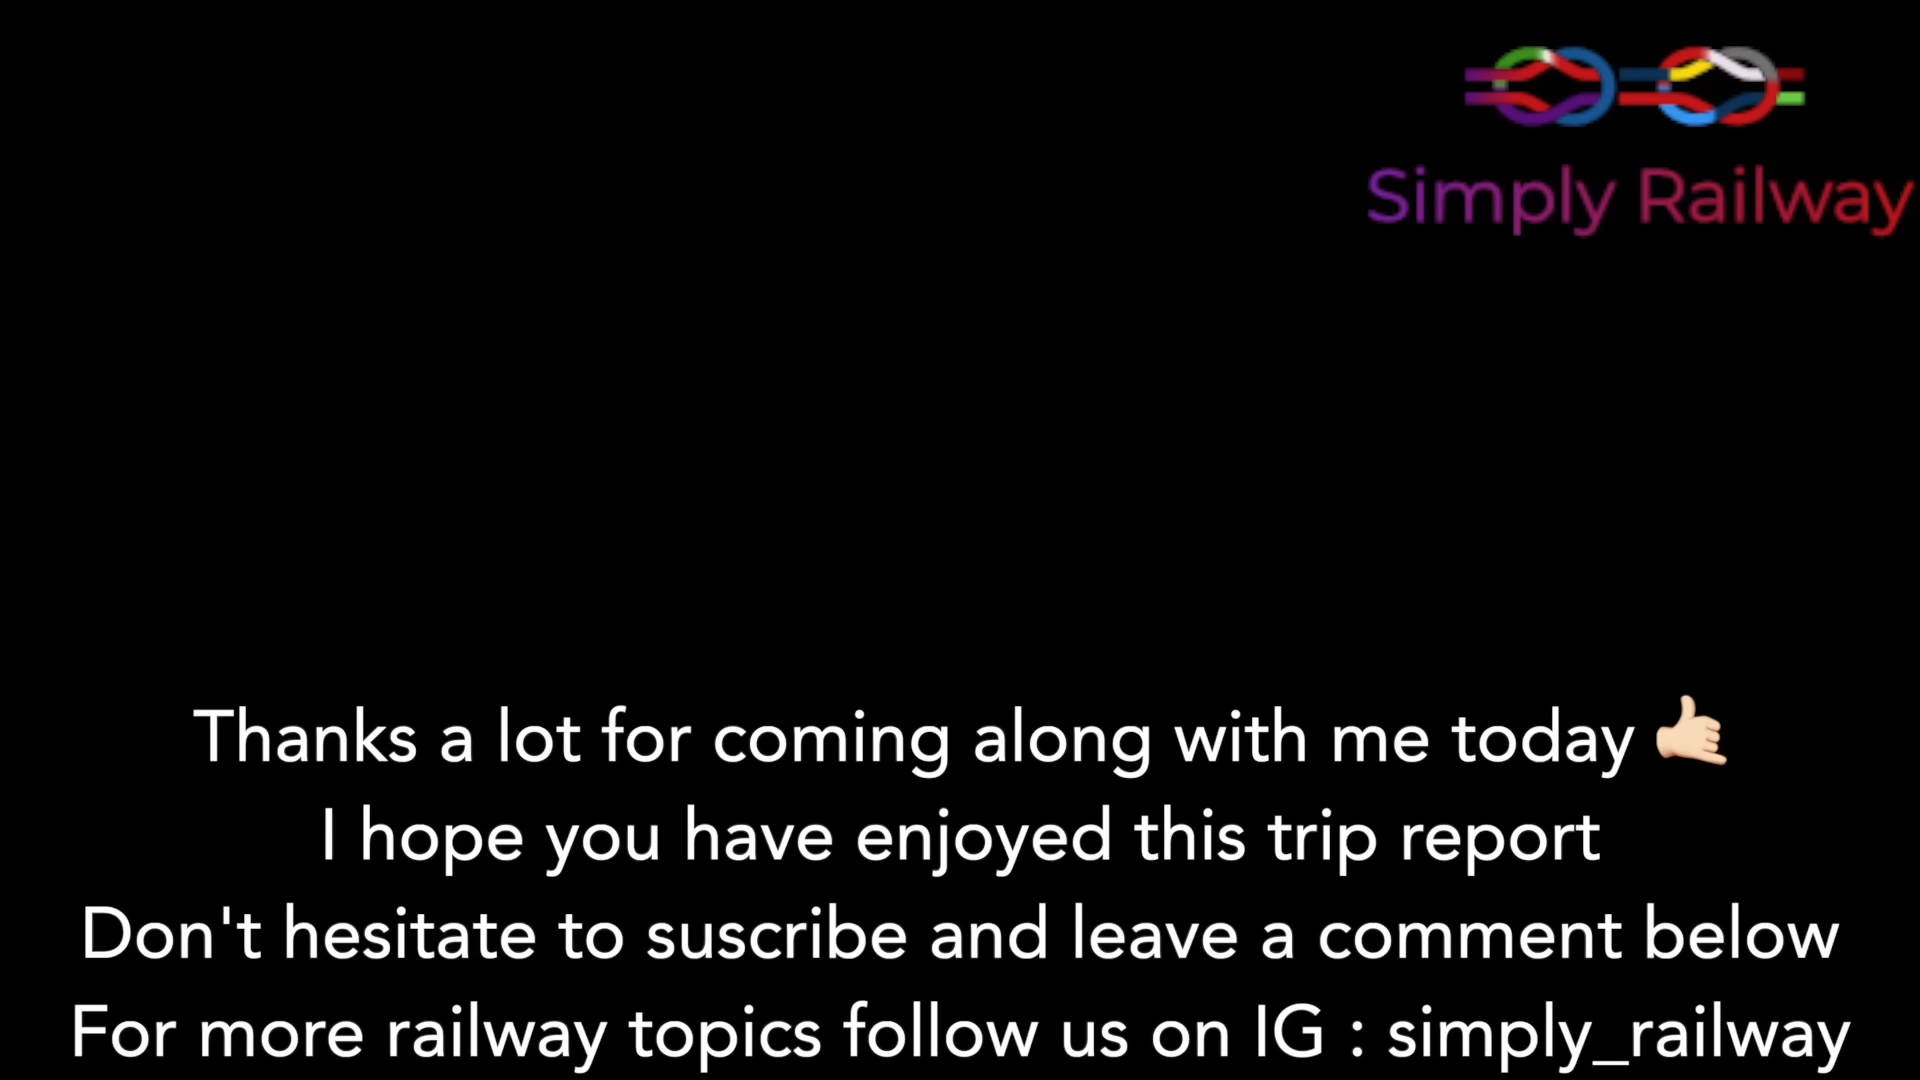 Simply Railway
Thanks a lot for coming along with me today 🤙🏻
I hope you have enjoyed this trip report
Don't hesitate to suscribe and leave a comment below
For more railway topics follow us on IG : simply_railway